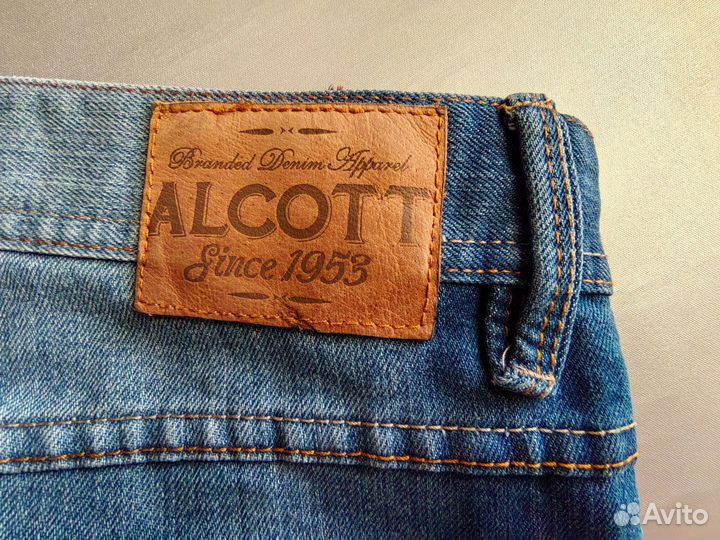 Branded Denim Apparel
ALCOTT
Since 1953
Avito